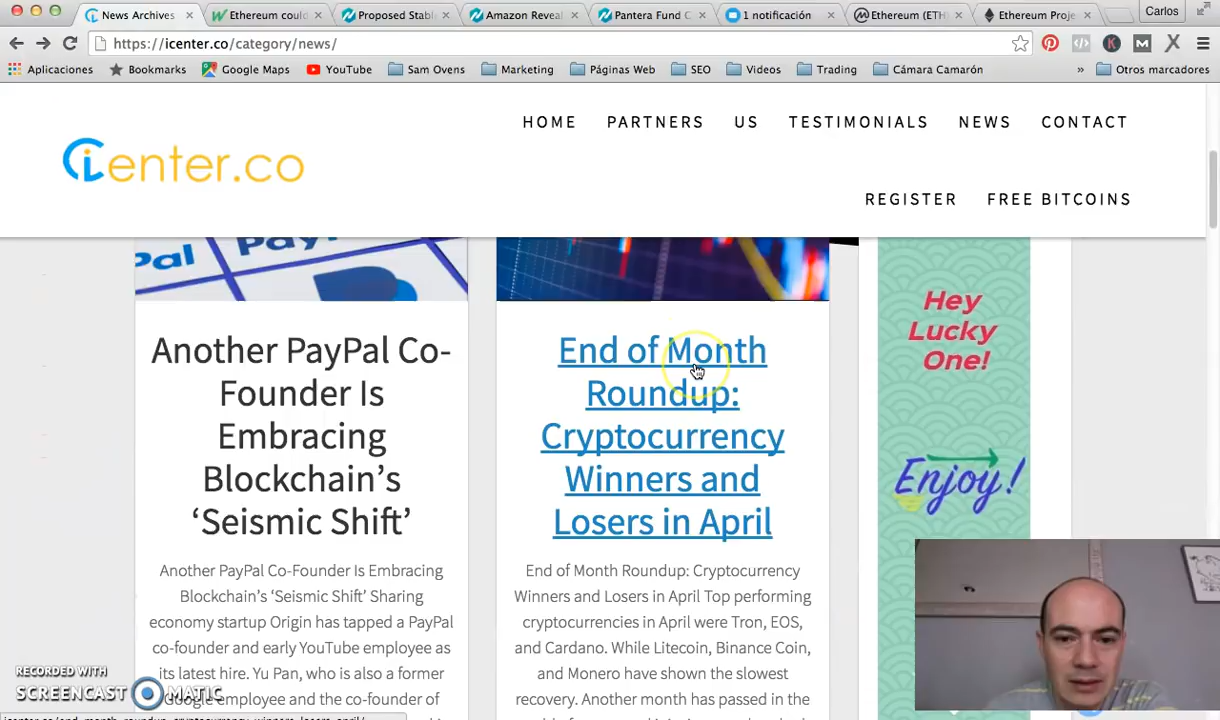 News Archives
Ethereum coul
Proposed Stabl
Amazon Reveal
Pantera Fund C
1 notificación
Ethereum (ETH
Ethereum Proje
Carlos
https://icenter.co/category/news/
Aplicaciones
Bookmarks
Google Maps
YouTube
Sam Ovens
Marketing
Páginas Web
SEO
Videos
Trading
Cámara Camarón
»
Otros marcadores
icenter.co
HOME PARTNERS US TESTIMONIALS NEWS CONTACT
REGISTER FREE BITCOINS
Pal PayPal
Another PayPal Co-
Founder Is
Embracing
Blockchain’s
‘Seismic Shift’
Another PayPal Co-Founder Is Embracing
Blockchain’s ‘Seismic Shift’ Sharing
economy startup Origin has tapped a PayPal
co-founder and early YouTube employee as
its latest hire. Yu Pan, who is also a former
Google employee and the co-founder of
End of Month
Roundup:
Cryptocurrency
Winners and
Losers in April
End of Month Roundup: Cryptocurrency
Winners and Losers in April Top performing
cryptocurrencies in April were Tron, EOS,
and Cardano. While Litecoin, Binance Coin,
and Monero have shown the slowest
recovery. Another month has passed in the
Hey
Lucky
One!
Enjoy!
RECORDED WITH
SCREENCAST MATIC